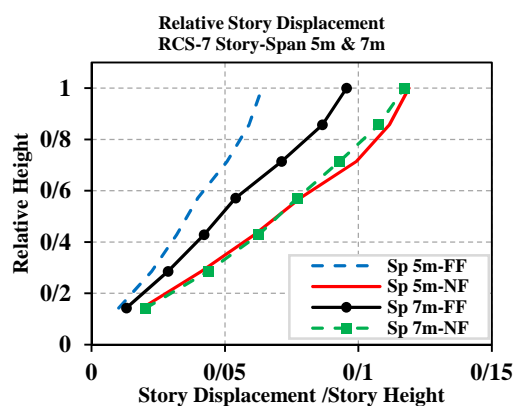 Relative Story Displacement
RCS-7 Story-Span 5m & 7m
Relative Height
1
0/8
0/6
0/4
0/2
0
0
0/05
0/1
0/15
Sp 5m-FF
Sp 5m-NF
Sp 7m-FF
Sp 7m-NF
Story Displacement /Story Height